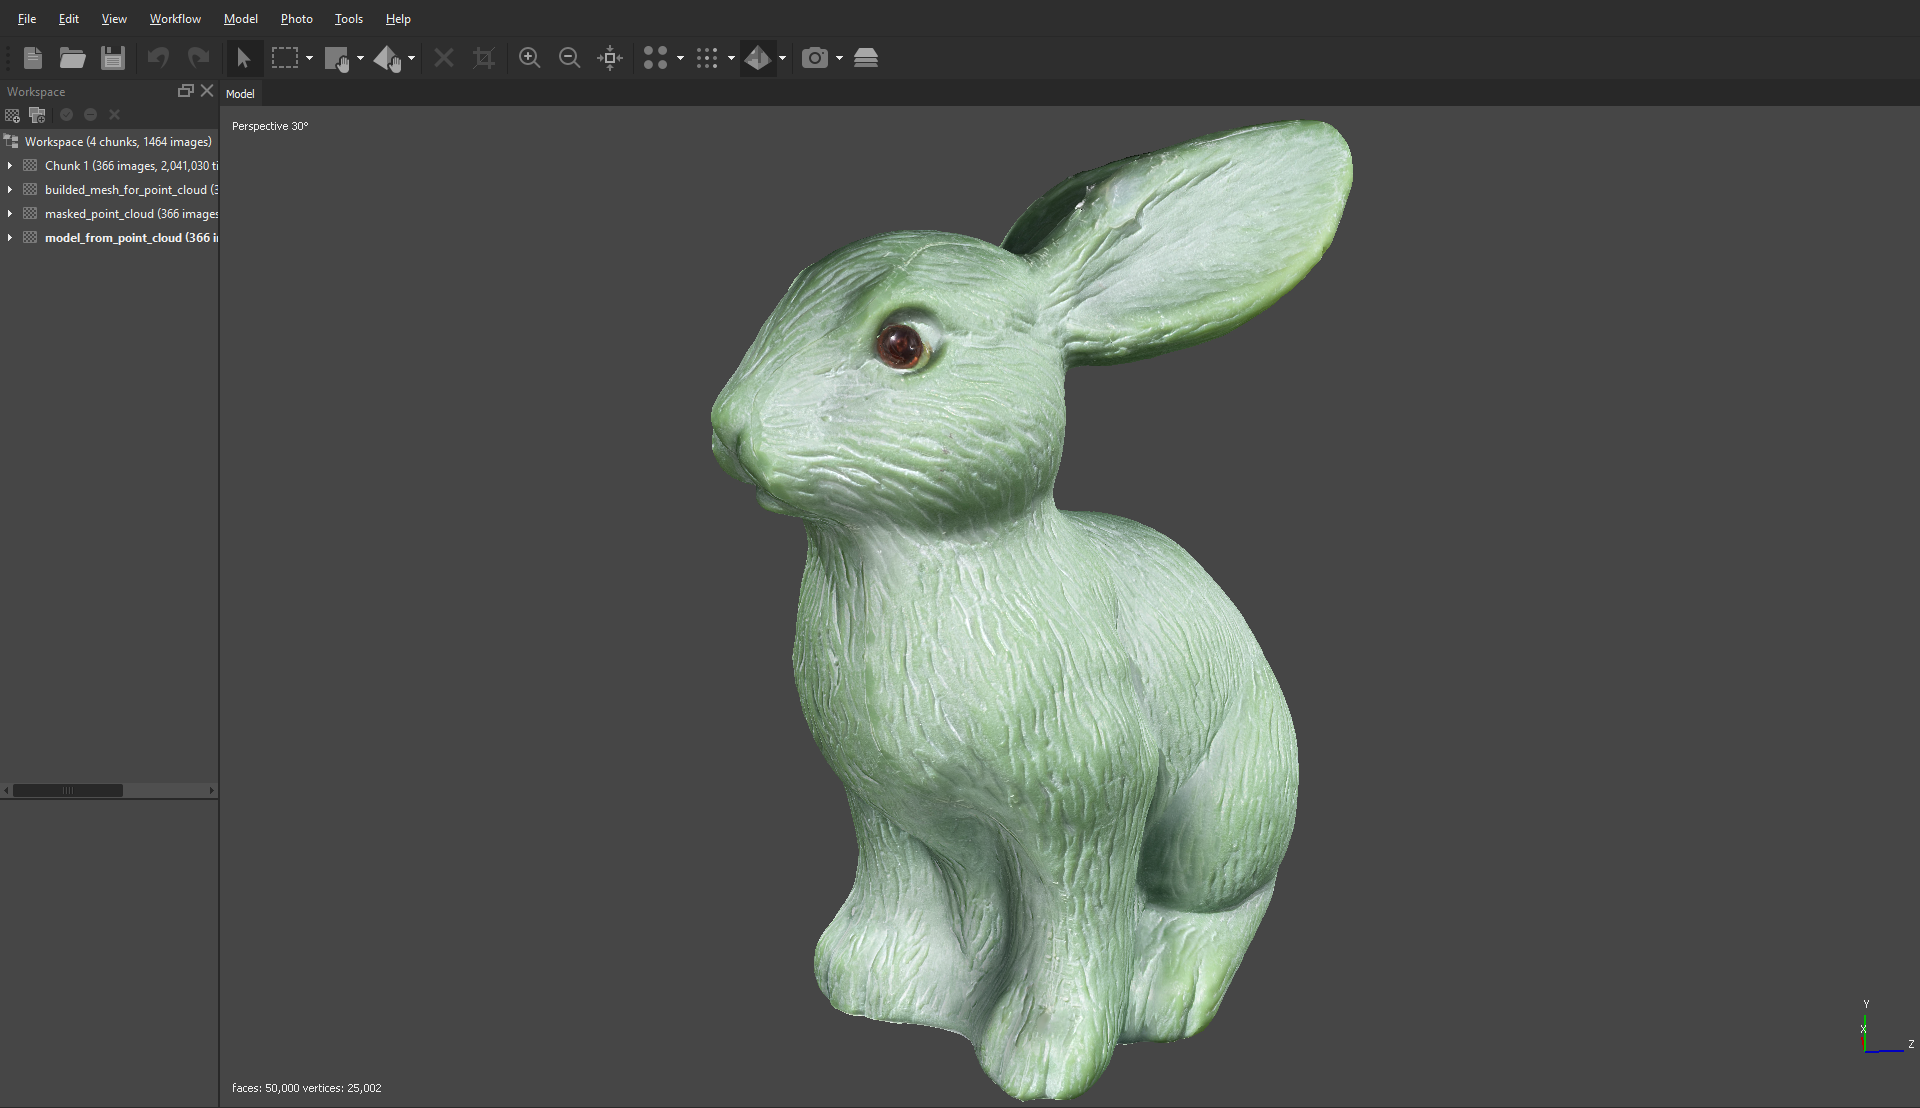 File Edit View Workflow Model Photo Tools Help
Workspace
Model
Workspace (4 chunks, 1464 images)
Chunk 1 (366 images, 2,041,030 ti
builded_mesh_for_point_cloud (3
masked_point_cloud (366 images
model_from_point_cloud (366 i
Perspective 30°
Y
X
Z
faces: 50,000 vertices: 25,002